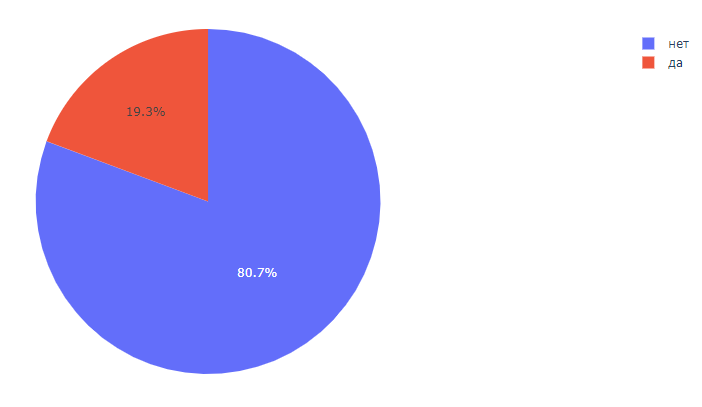 нет
да
19.3%
80.7%